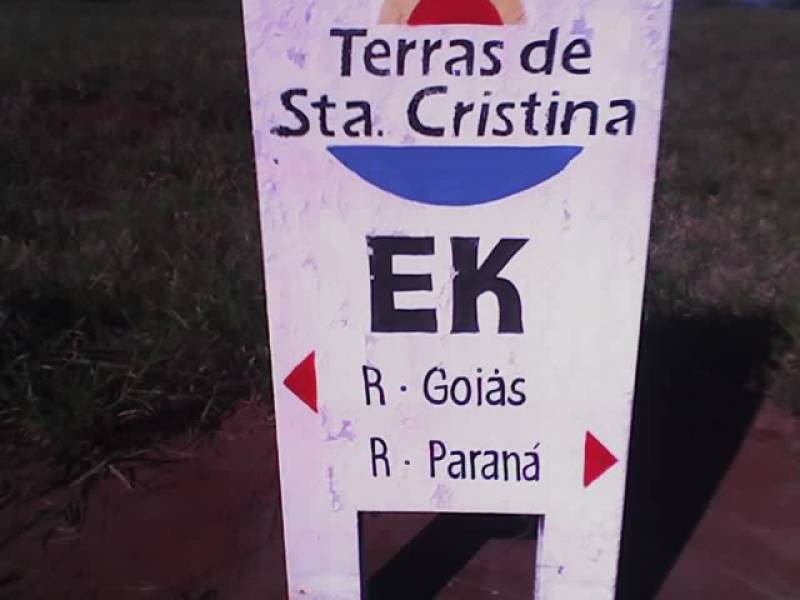 Terras de
Sta. Cristina
EK
R. Goiás
R. Paraná